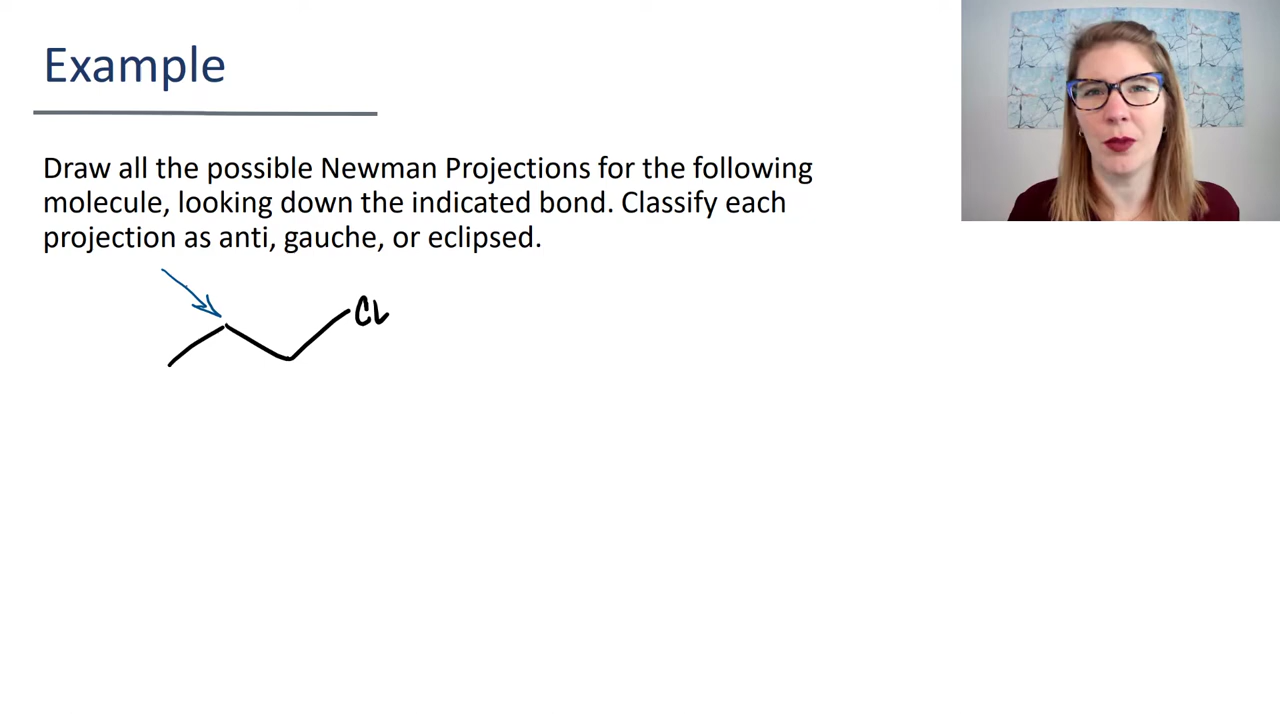 Example
Draw all the possible Newman Projections for the following
molecule, looking down the indicated bond. Classify each
projection as anti, gauche, or eclipsed.
CL